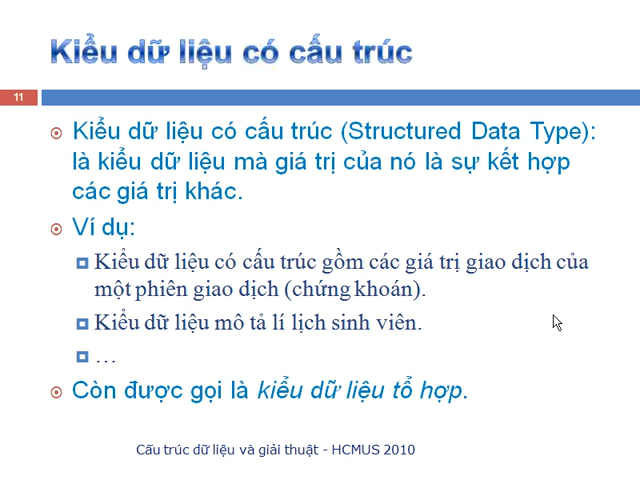 Kiểu dữ liệu có cấu trúc
11
Kiểu dữ liệu có cấu trúc (Structured Data Type):
là kiểu dữ liệu mà giá trị của nó là sự kết hợp
các giá trị khác.
Ví dụ:
Kiểu dữ liệu có cấu trúc gồm các giá trị giao dịch của
một phiên giao dịch (chứng khoán).
Kiểu dữ liệu mô tả lí lịch sinh viên.
…
Còn được gọi là kiểu dữ liệu tổ hợp.
Cấu trúc dữ liệu và giải thuật - HCMUS 2010